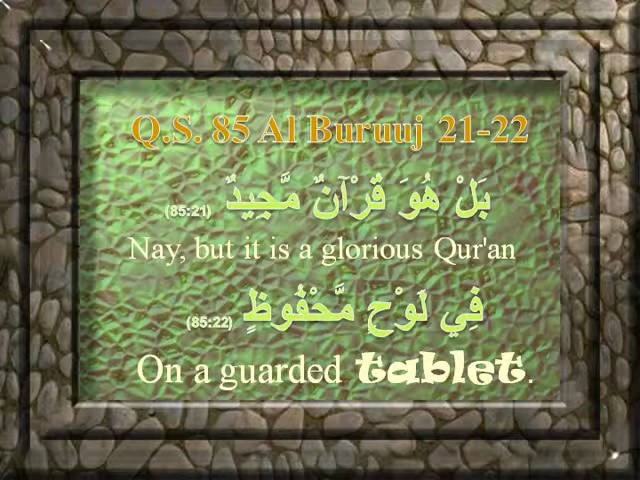 Q.S. 85 Al Buruuj 21-22
بَلْ هُوَ قُرْآنٌ مَّجِيدٌ (85:21)
Nay, but it is a glorious Qur'an
فِي لَوْحٍ مَّحْفُوظٍ (85:22)
On a guarded tablet.